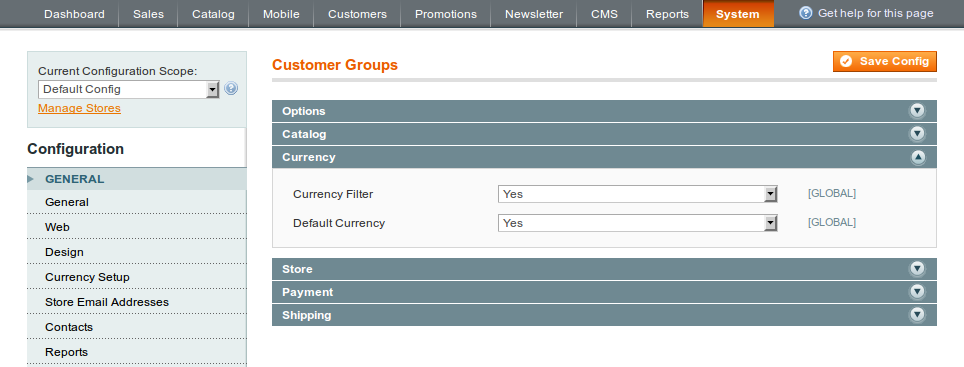 Dashboard Sales Catalog Mobile Customers Promotions Newsletter CMS Reports System Get help for this page
Current Configuration Scope:
Default Config
Manage Stores
Configuration
GENERAL
General
Web
Design
Currency Setup
Store Email Addresses
Contacts
Reports
Customer Groups Save Config
Options
Catalog
Currency
Currency Filter Yes [GLOBAL]
Default Currency Yes [GLOBAL]
Store
Payment
Shipping